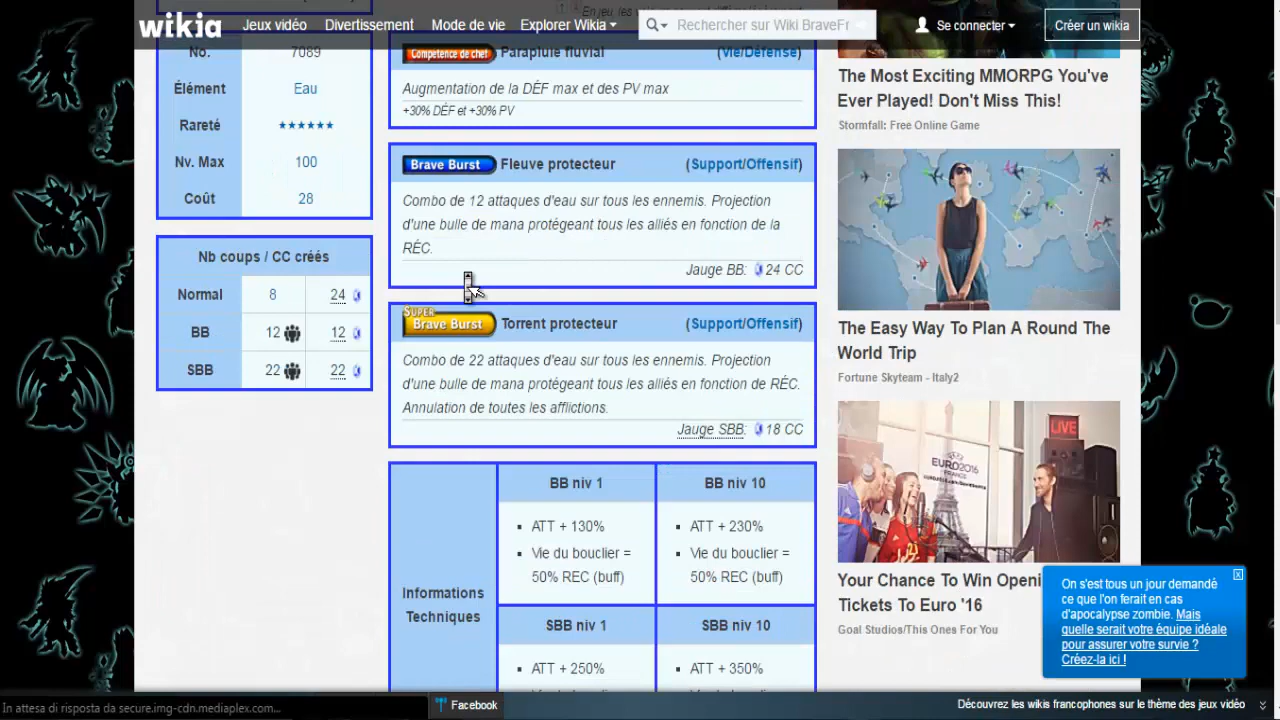 wikia
Jeux vidéo
Divertissement
Mode de vie
Explorer Wikia
Rechercher sur Wiki BraveFr
Se connecter
Créer un wikia
No.
7089
Élément
Eau
Rareté
★★★★★★
Nv. Max
100
Coût
28
Nb coups / CC créés
Normal
8
24
BB
12
12
SBB
22
22
Compétence de chef
Parapluie fluvial
(Vie/Défense)
Augmentation de la DÉF max et des PV max
+30% DÉF et +30% PV
Brave Burst
Fleuve protecteur
(Support/Offensif)
Combo de 12 attaques d'eau sur tous les ennemis. Projection
d'une bulle de mana protégeant tous les alliés en fonction de la
RÉC.
Jauge BB: 24 CC
SUPER
Brave Burst
Torrent protecteur
(Support/Offensif)
Combo de 22 attaques d'eau sur tous les ennemis. Projection
d'une bulle de mana protégeant tous les alliés en fonction de RÉC.
Annulation de toutes les afflictions.
Jauge SBB: 18 CC
Informations
Techniques
BB niv 1
BB niv 10
ATT + 130%
Vie du bouclier =
50% REC (buff)
ATT + 230%
Vie du bouclier =
50% REC (buff)
SBB niv 1
SBB niv 10
ATT + 250%
ATT + 350%
The Most Exciting MMORPG You've
Ever Played! Don't Miss This!
Stormfall: Free Online Game
The Easy Way To Plan A Round The
World Trip
Fortune Skyteam - Italy2
LIVE
EURO2016
FRANCE
Your Chance To Win Openi
Tickets To Euro '16
Goal Studios/This Ones For You
On s'est tous un jour demandé
ce que l'on ferait en cas
d'apocalypse zombie. Mais
quelle serait votre équipe idéale
pour assurer votre survie ?
Créez-la ici !
In attesa di risposta da secure.img-cdn.mediaplex.com...
Facebook
Découvrez les wikis francophones sur le thème des jeux vidéo